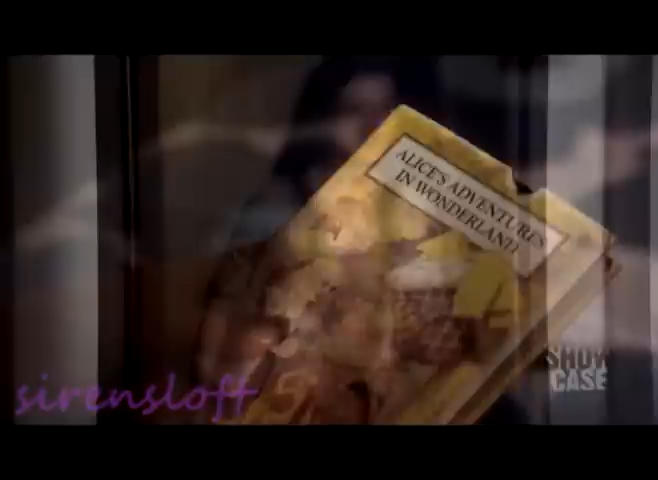 ALICE'S ADVENTURES
IN WONDERLAND
SHOW
CASE
sirensloft